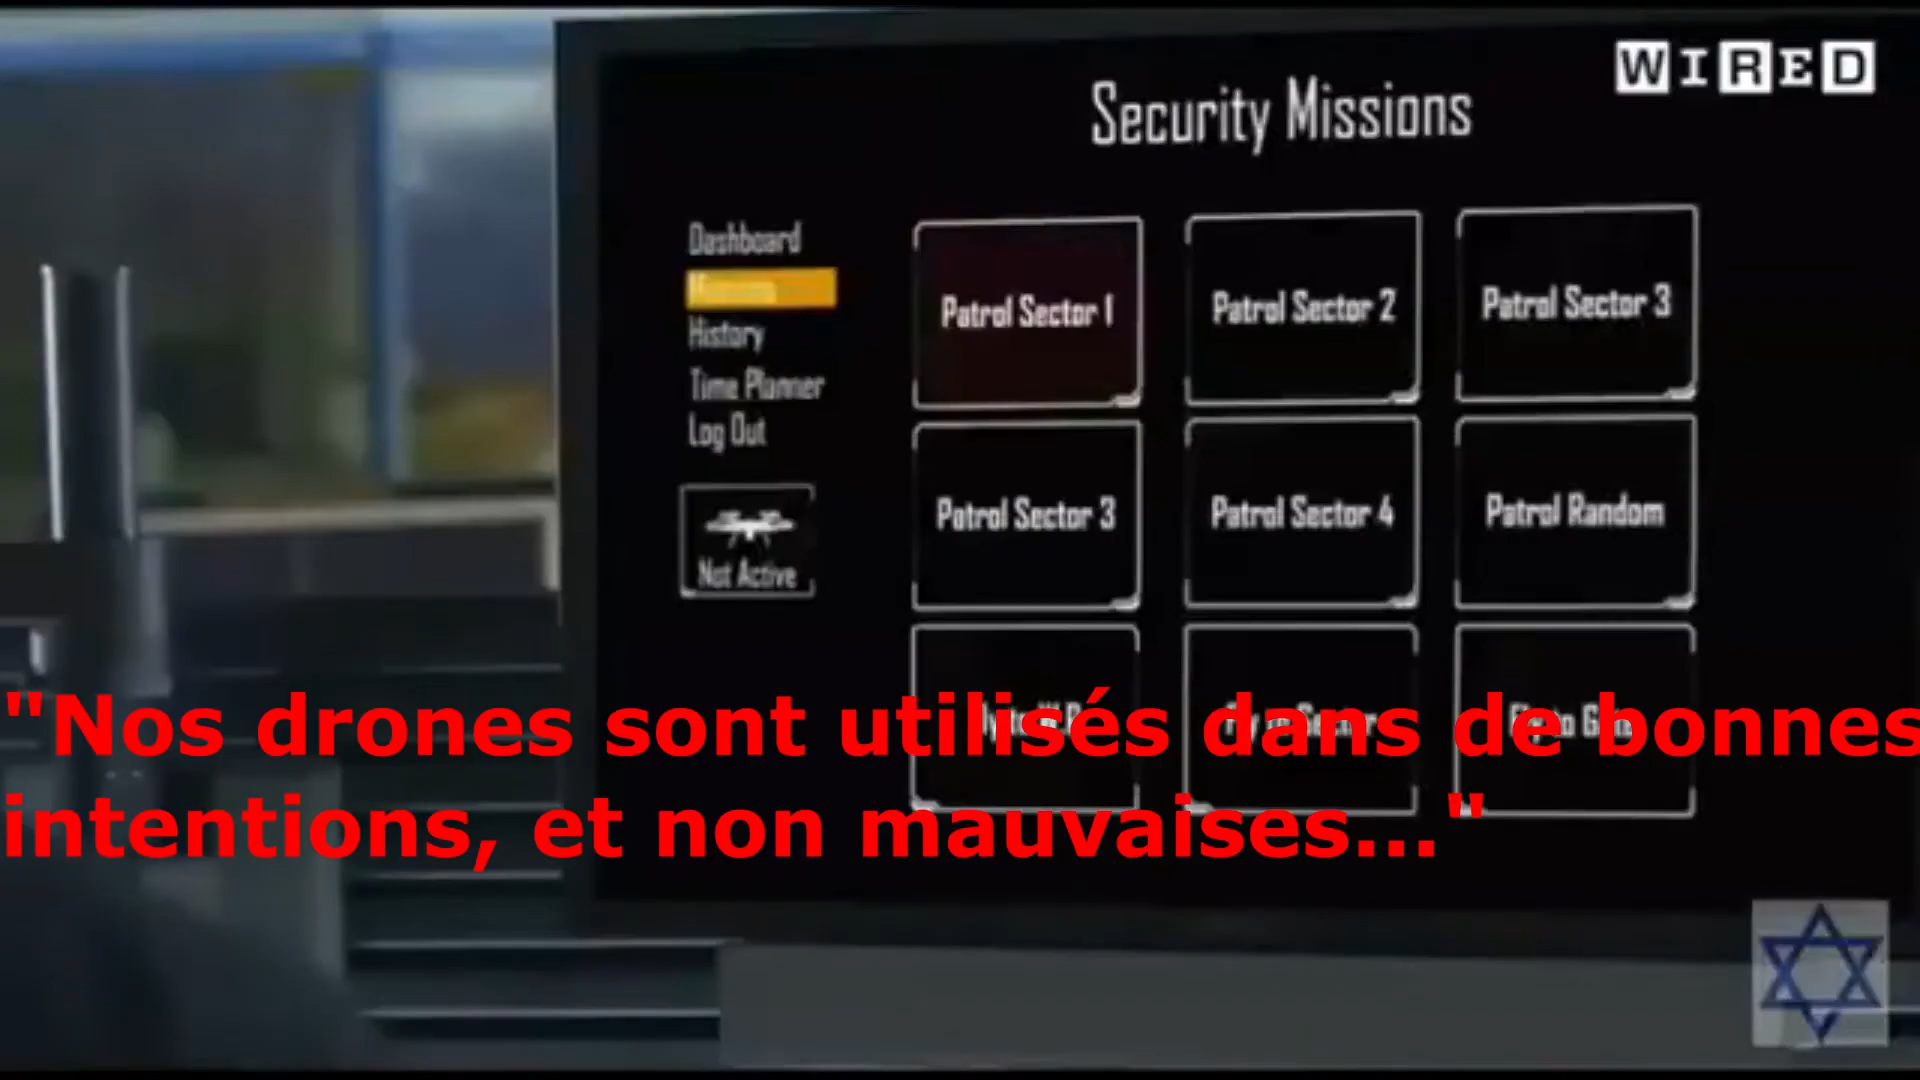 WIRED
Security Missions
Dashboard
History
Time Planner
Log Out
Not Active
Patrol Sector 1
Patrol Sector 2
Patrol Sector 3
Patrol Sector 3
Patrol Sector 4
Patrol Random
"Nos drones sont utilisés dans de bonnes
intentions, et non mauvaises..."